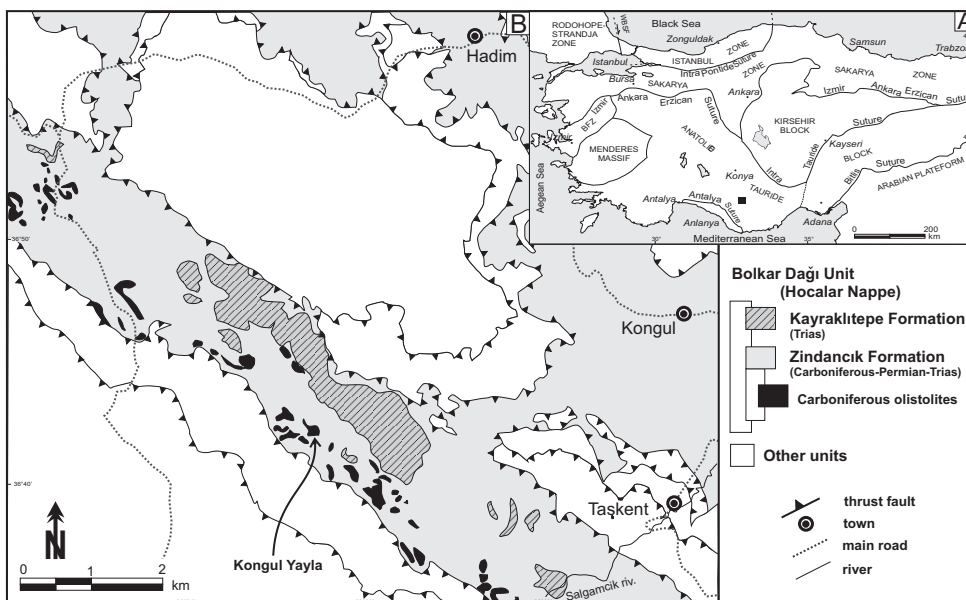 B
Hadim
36°50'
Kongul
36°40'
Taşkent
Kongul Yayla
N
0 1 2
km
Salgamcik riv.
A
RODOHOPE-
STRANDJA
ZONE
WBSF
Black Sea
Zonguldak
Samsun
Trabzo
Istanbul
ISTANBUL
ZONE
Intra Pontide Suture
Bursa
SAKARYA
ZONE
SAKARYA
ZONE
Izmir
Ankara
Erzican
Suture
Ankara
Izmir
Ankara
Erzican
Sutu
BFZ
Izmir
MENDERES
MASSIF
ANATOLID
KIRSEHIR
BLOCK
Tauride
Suture
Kayseri
BLOCK
Intra
Konya
TAURIDE
Bitlis
Suture
ARABIAN PLATEFORM
Aegean Sea
Antalya
Antalya
Suture
Anlanya
Adana
Mediterranean Sea
30°
35°
0 200
km
Bolkar Dağı Unit
(Hocalar Nappe)
Kayraklıtepe Formation
(Trias)
Zindancık Formation
(Carboniferous-Permian-Trias)
Carboniferous olistolites
Other units
thrust fault
town
main road
river